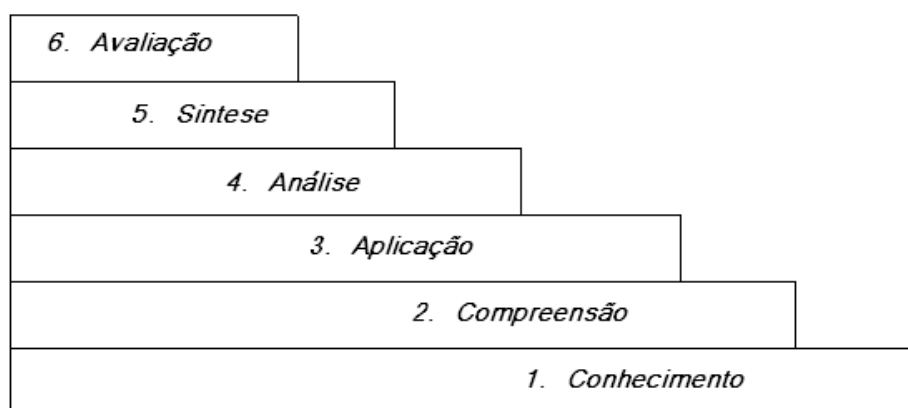 6. Avaliação
5. Sintese
4. Análise
3. Aplicação
2. Compreensão
1. Conhecimento